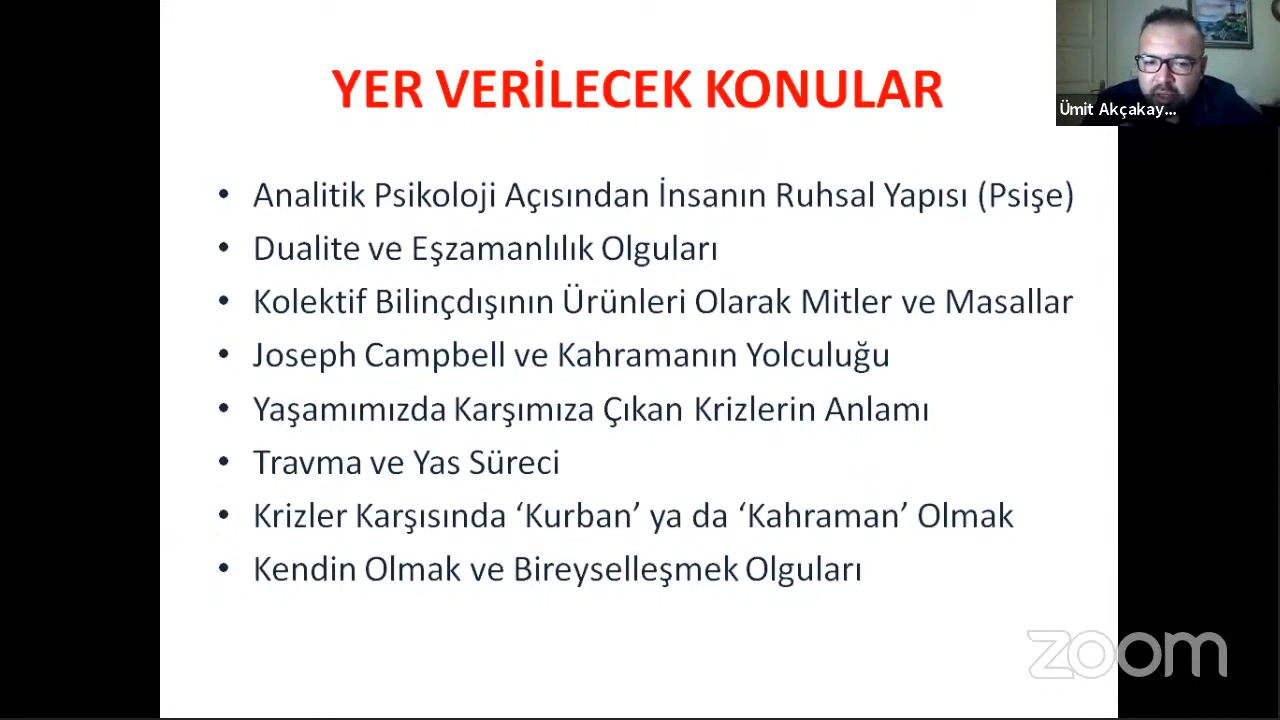 YER VERİLECEK KONULAR
Ümit Akçakay...
• Analitik Psikoloji Açısından İnsanın Ruhsal Yapısı (Psişe)
• Dualite ve Eşzamanlılık Olguları
• Kolektif Bilinçdışının Ürünleri Olarak Mitler ve Masallar
• Joseph Campbell ve Kahramanın Yolculuğu
• Yaşamımızda Karşımıza Çıkan Krizlerin Anlamı
• Travma ve Yas Süreci
• Krizler Karşısında ‘Kurban’ ya da ‘Kahraman’ Olmak
• Kendin Olmak ve Bireyselleşmek Olguları
zoom